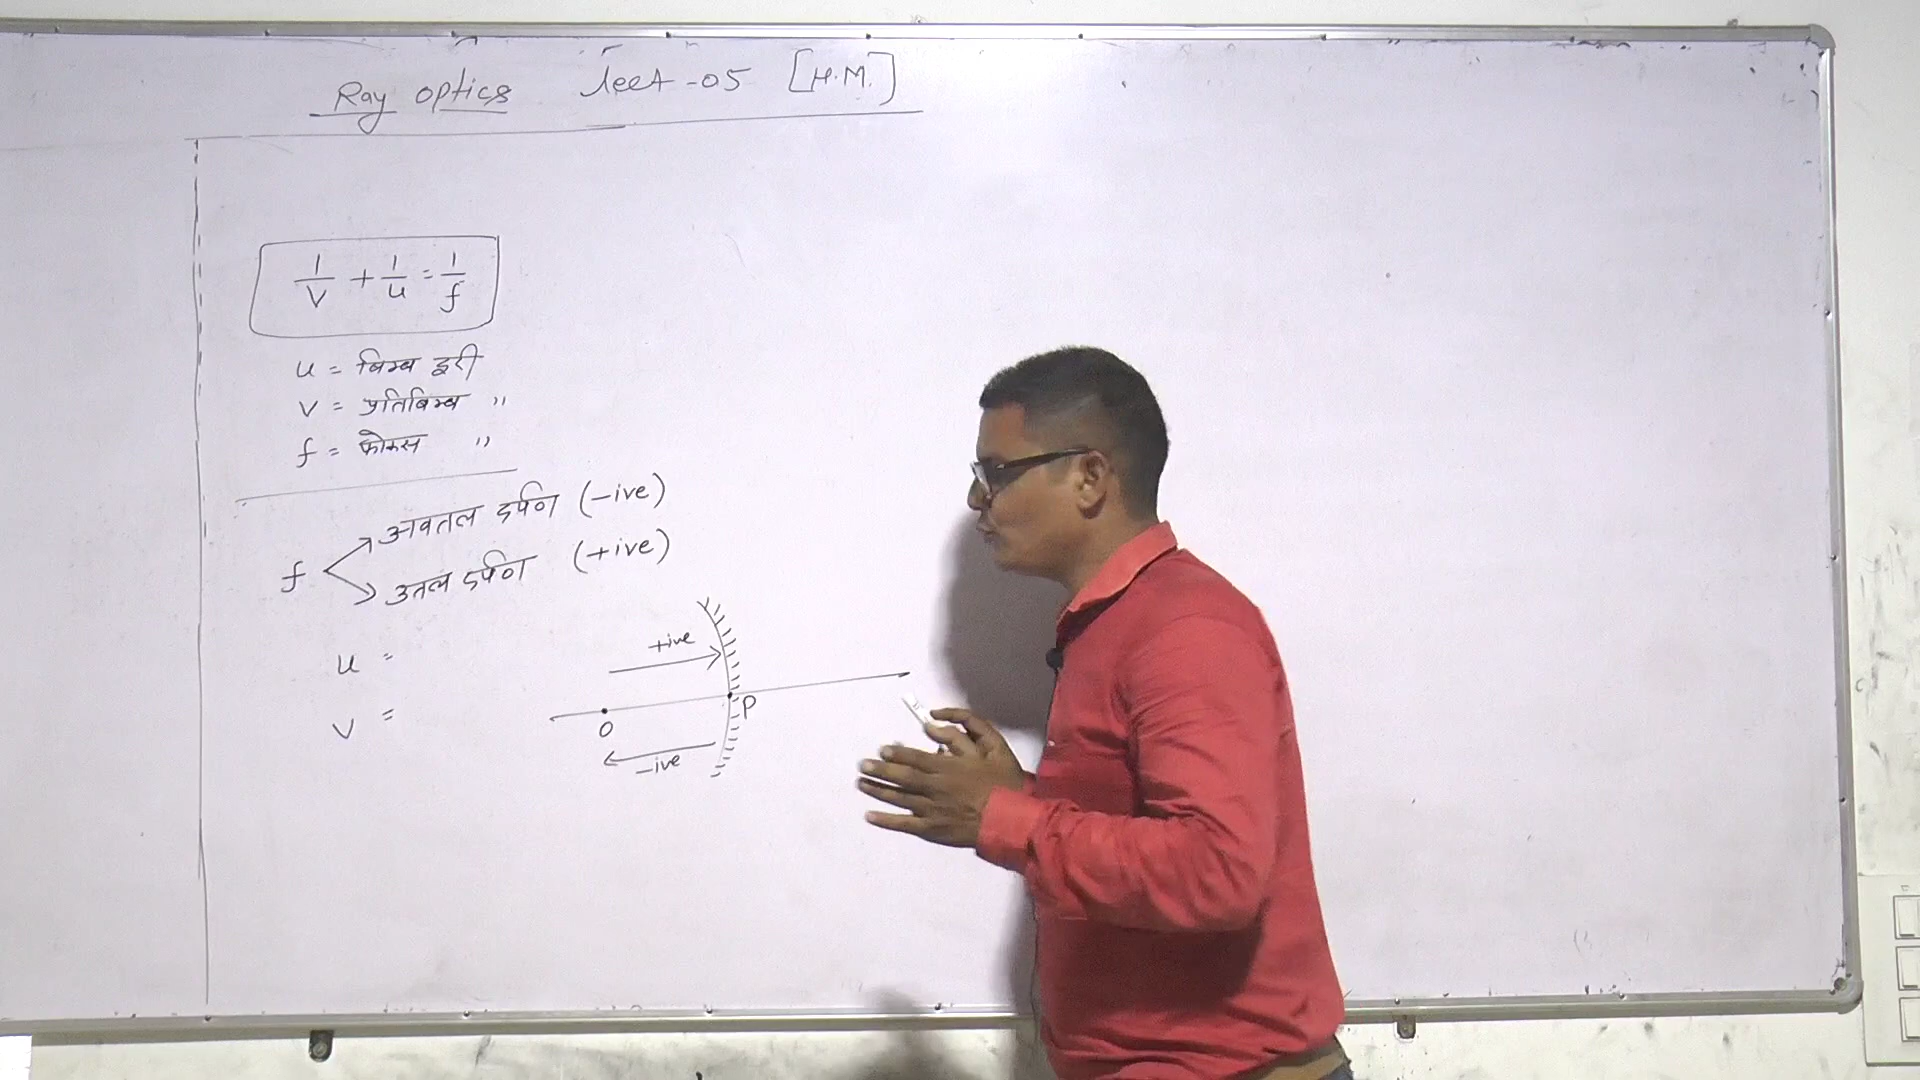 Ray optics Lect-05 [H.M.]
1/v + 1/u = 1/f
u = बिम्ब दूरी
v = प्रतिबिम्ब ,,
f = फोकस ,,
f अवतल दर्पण (-ive)
उत्तल दर्पण (+ive)
u =
v =
+ive
O P
-ive